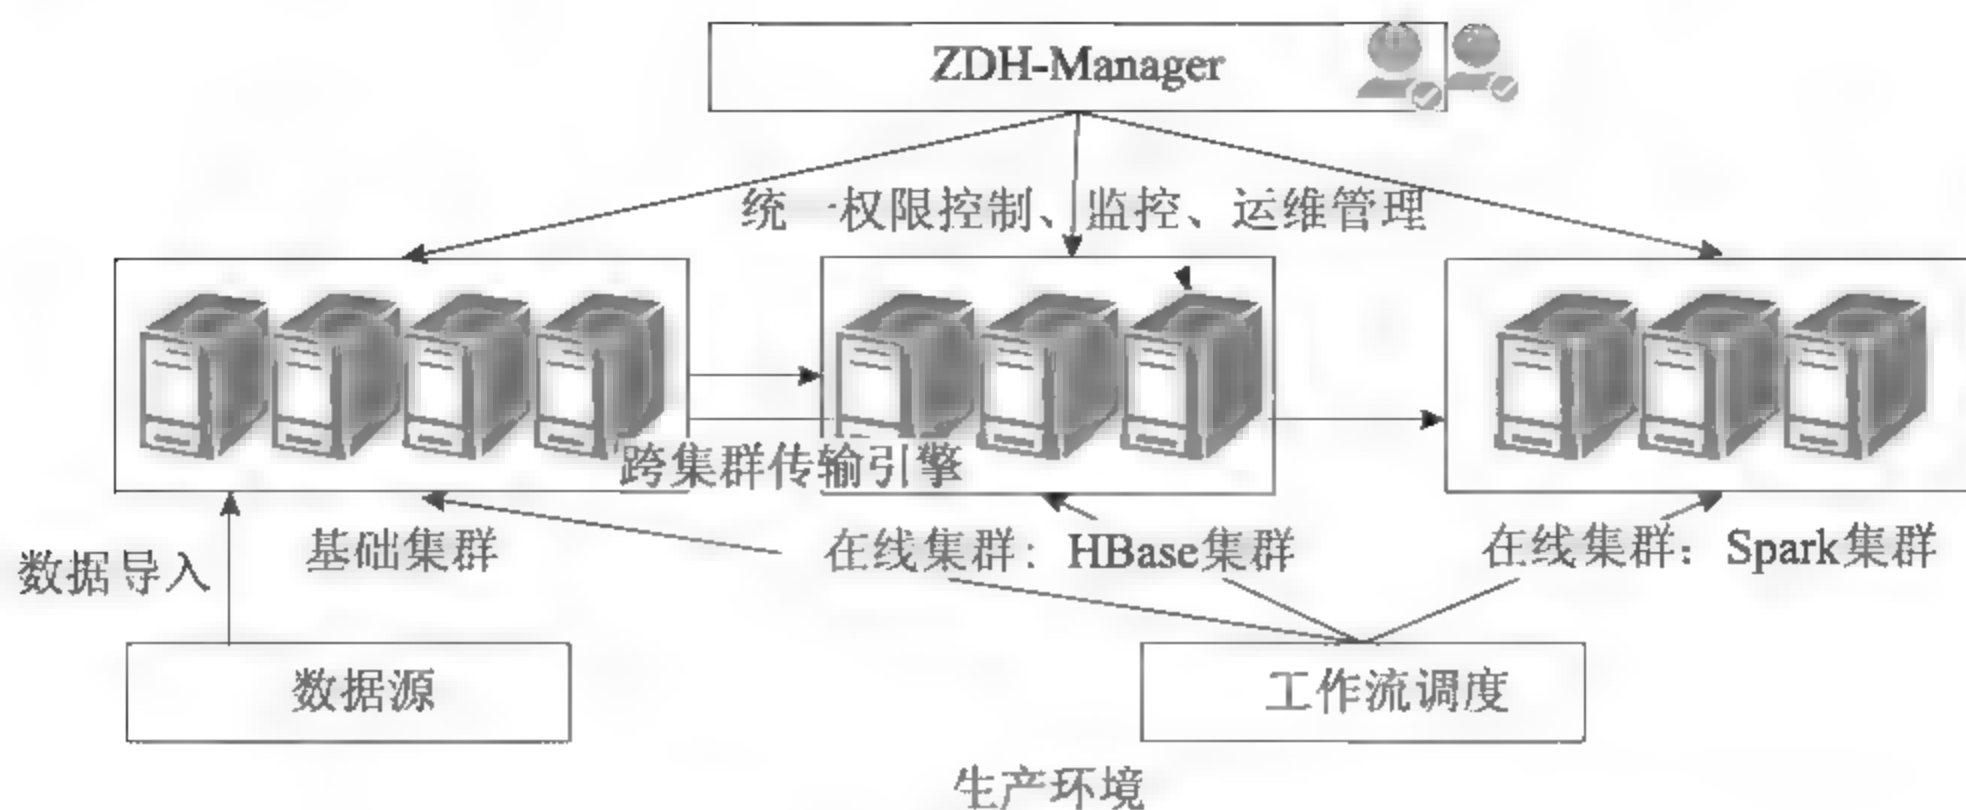 ZDH-Manager
统一权限控制、监控、运维管理
跨集群传输引擎
基础集群
在线集群：HBase集群
在线集群：Spark集群
数据导入
数据源
工作流调度
生产环境